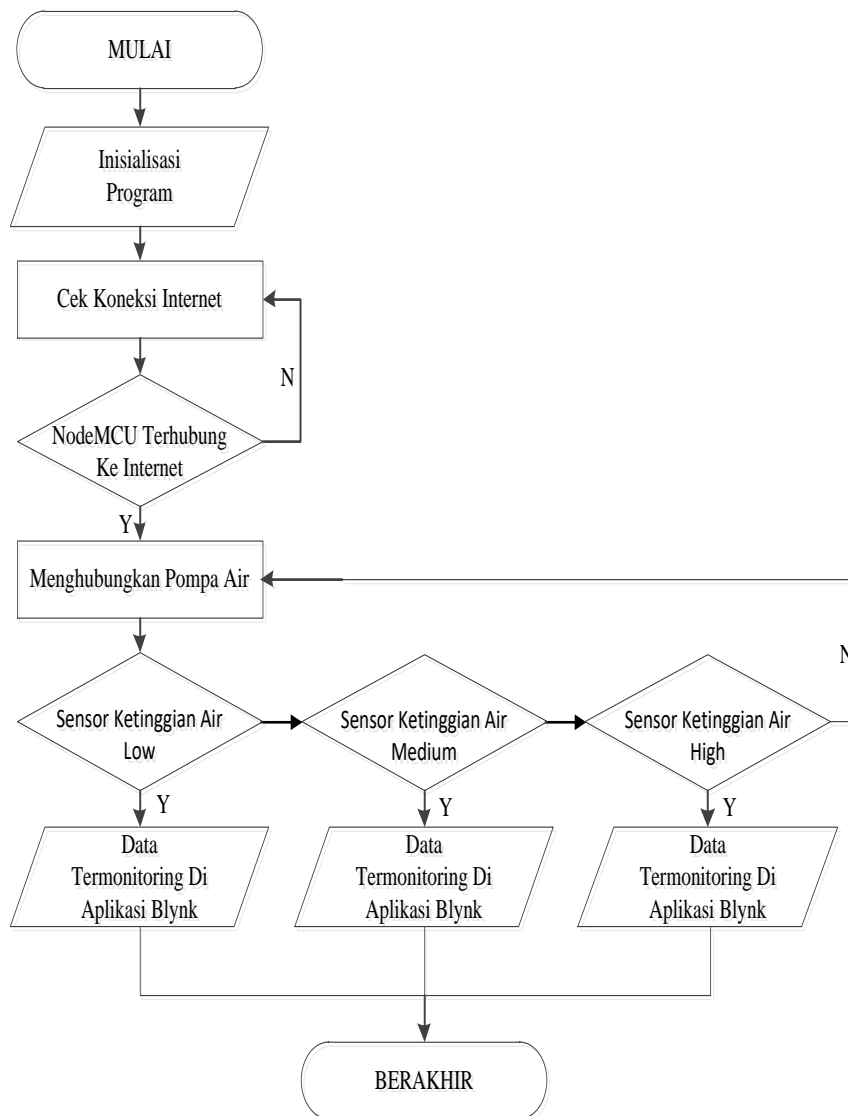 MULAI
Inisialisasi
Program
Cek Koneksi Internet
N
NodeMCU Terhubung
Ke Internet
Y
Menghubungkan Pompa Air
N
Sensor Ketinggian Air
Low
Sensor Ketinggian Air
Medium
Sensor Ketinggian Air
High
Y
Y
Y
Data
Termonitoring Di
Aplikasi Blynk
Data
Termonitoring Di
Aplikasi Blynk
Data
Termonitoring Di
Aplikasi Blynk
BERAKHIR